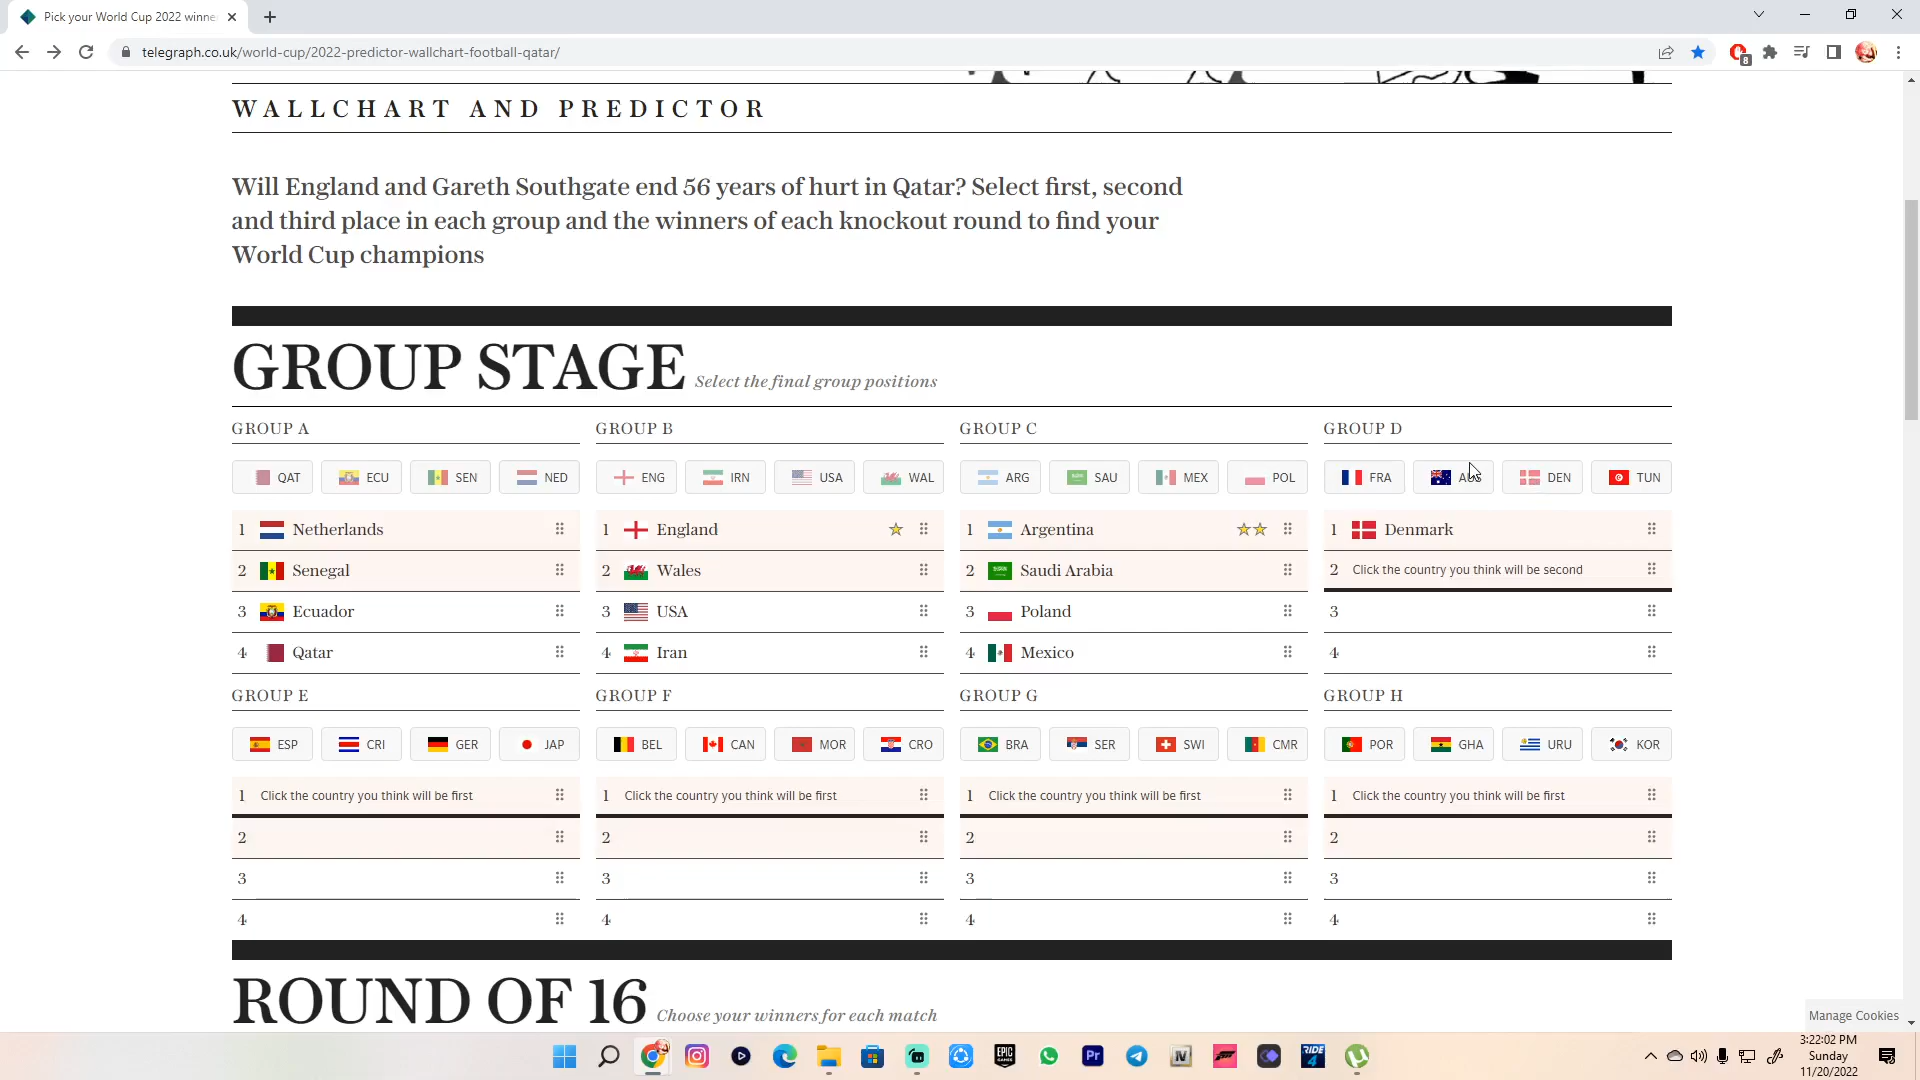 Pick your World Cup 2022 winne
telegraph.co.uk/world-cup/2022-predictor-wallchart-football-qatar/
8
WALLCHART AND PREDICTOR
Will England and Gareth Southgate end 56 years of hurt in Qatar? Select first, second
and third place in each group and the winners of each knockout round to find your
World Cup champions
GROUP STAGE Select the final group positions
GROUP A GROUP B GROUP C GROUP D
QAT ECU SEN NED ENG IRN USA WAL ARG SAU MEX POL FRA AUS DEN TUN
1 Netherlands 1 England 1 Argentina 1 Denmark
2 Senegal 2 Wales 2 Saudi Arabia 2 Click the country you think will be second
3 Ecuador 3 USA 3 Poland 3
4 Qatar 4 Iran 4 Mexico 4
GROUP E GROUP F GROUP G GROUP H
ESP CRI GER JAP BEL CAN MOR CRO BRA SER SWI CMR POR GHA URU KOR
1 Click the country you think will be first 1 Click the country you think will be first 1 Click the country you think will be first 1 Click the country you think will be first
2 2 2 2
3 3 3 3
4 4 4 4
ROUND OF 16 Choose your winners for each match
Manage Cookies
EPIC GAMES
Pr
RIDE 4
3:22:02 PM
Sunday
11/20/2022